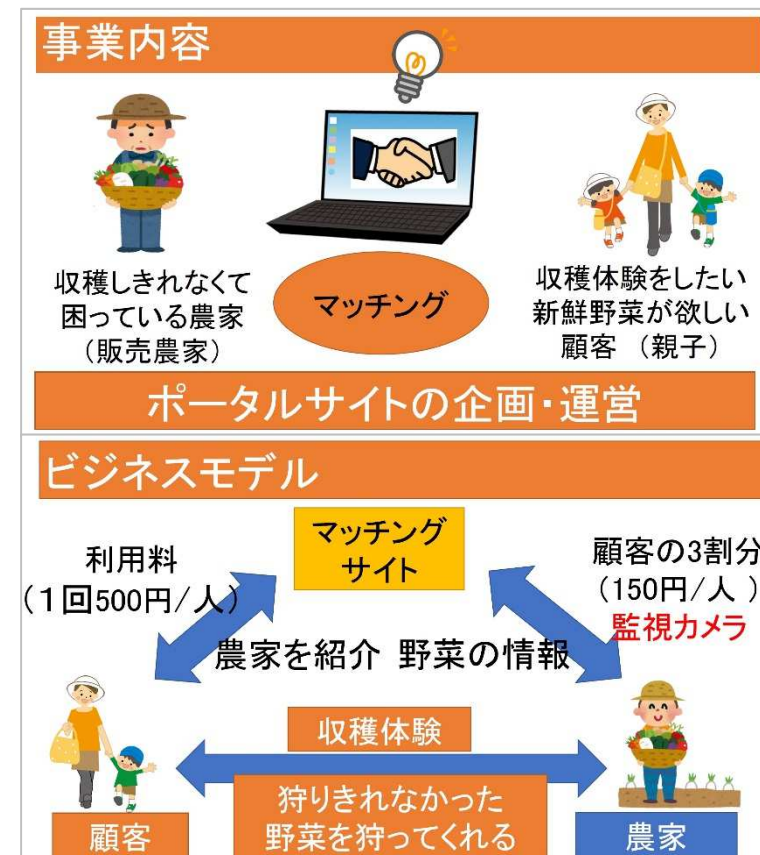 事業内容
収穫しきれなくて
困っている農家
（販売農家）
マッチング
収穫体験をしたい
新鮮野菜が欲しい
顧客 （親子）
ポータルサイトの企画・運営
ビジネスモデル
利用料
（１回500円/人）
マッチング
サイト
顧客の3割分
（150円/人 ）
監視カメラ
農家を紹介 野菜の情報
収穫体験
狩りきれなかった
野菜を狩ってくれる
顧客
農家